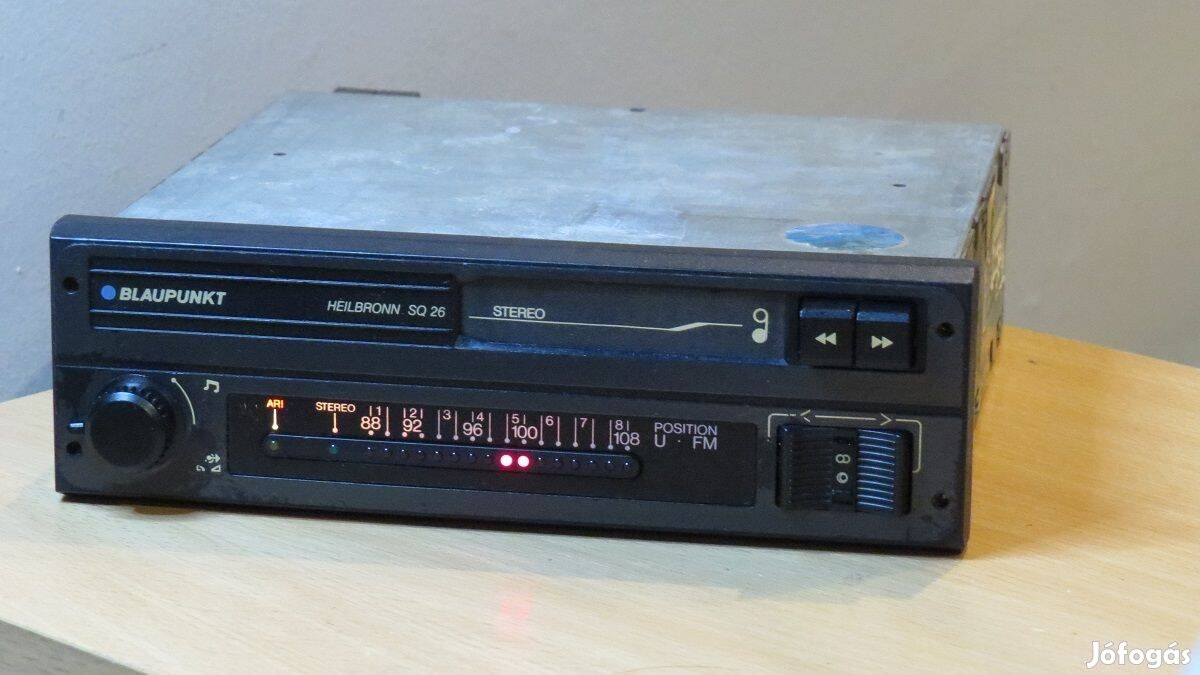 BLAUPUNKT
HEILBRONN SQ 26
STEREO
ARI
STEREO
1 2 3 4 5 6 7 8
88 92 96 100 108
POSITION
U · FM
8
Jófogás